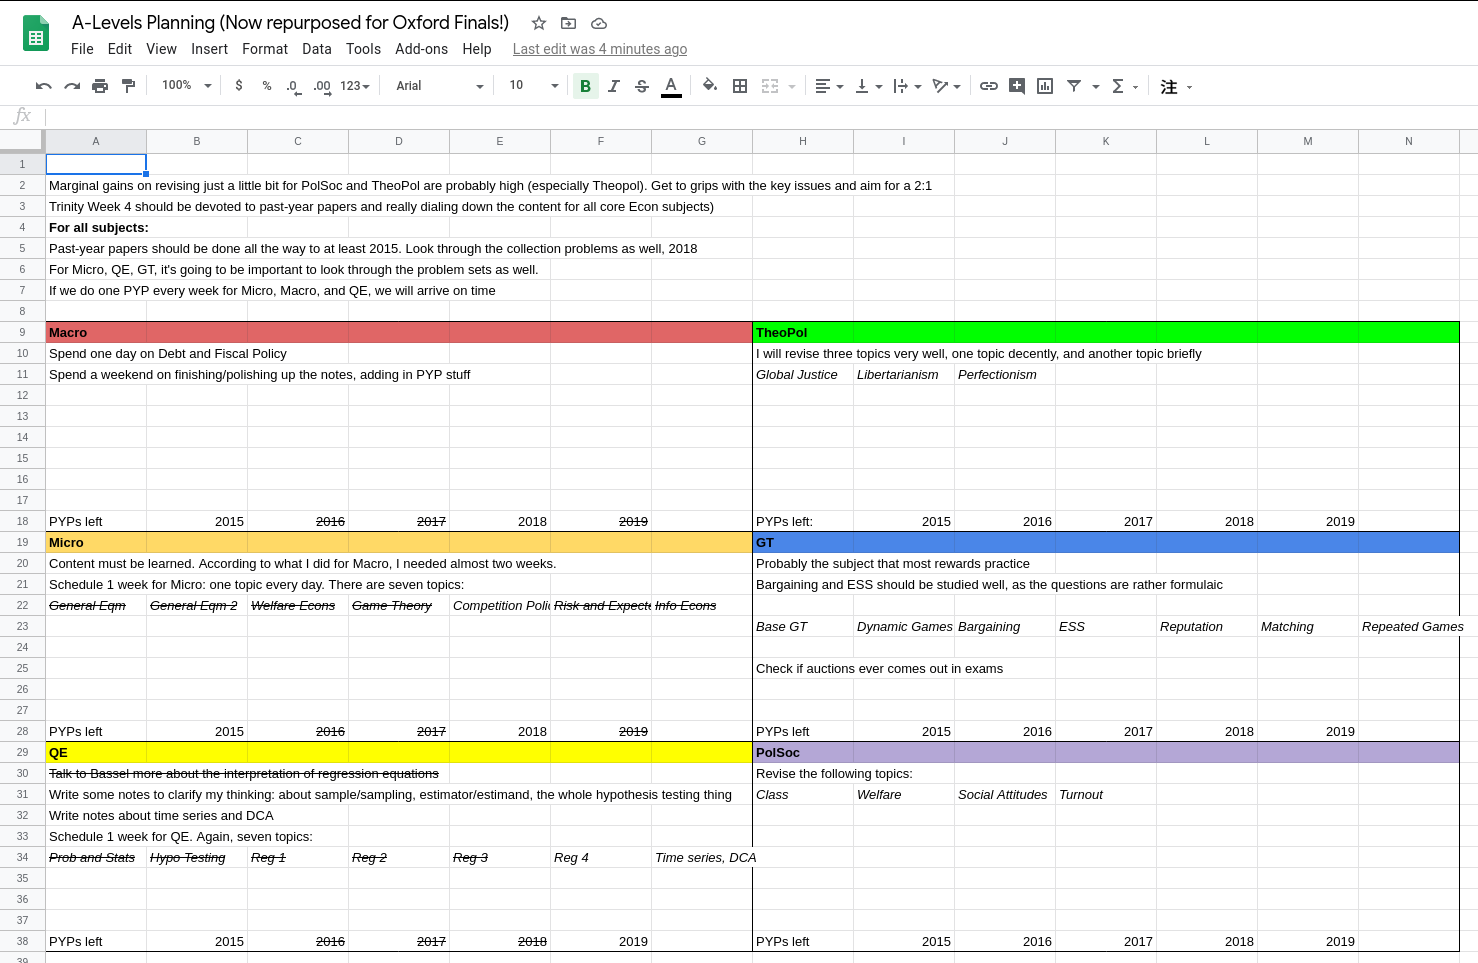 A-Levels Planning (Now repurposed for Oxford Finals!)
File Edit View Insert Format Data Tools Add-ons Help Last edit was 4 minutes ago
100% $ % .0 .00 123 Arial 10 B I S A Σ 注
fx
A B C D E F G H I J K L M N
1
2 Marginal gains on revising just a little bit for PolSoc and TheoPol are probably high (especially Theopol). Get to grips with the key issues and aim for a 2:1
3 Trinity Week 4 should be devoted to past-year papers and really dialing down the content for all core Econ subjects)
4 For all subjects:
5 Past-year papers should be done all the way to at least 2015. Look through the collection problems as well, 2018
6 For Micro, QE, GT, it's going to be important to look through the problem sets as well.
7 If we do one PYP every week for Micro, Macro, and QE, we will arrive on time
8
9 Macro TheoPol
10 Spend one day on Debt and Fiscal Policy I will revise three topics very well, one topic decently, and another topic briefly
11 Spend a weekend on finishing/polishing up the notes, adding in PYP stuff Global Justice Libertarianism Perfectionism
12
13
14
15
16
17
18 PYPs left 2015 2016 2017 2018 2019 PYPs left: 2015 2016 2017 2018 2019
19 Micro GT
20 Content must be learned. According to what I did for Macro, I needed almost two weeks. Probably the subject that most rewards practice
21 Schedule 1 week for Micro: one topic every day. There are seven topics: Bargaining and ESS should be studied well, as the questions are rather formulaic
22 General Eqm General Eqm 2 Welfare Econs Game Theory Competition Polic Risk and Expecte Info Econs
23 Base GT Dynamic Games Bargaining ESS Reputation Matching Repeated Games
24
25 Check if auctions ever comes out in exams
26
27
28 PYPs left 2015 2016 2017 2018 2019 PYPs left 2015 2016 2017 2018 2019
29 QE PolSoc
30 Talk to Bassel more about the interpretation of regression equations Revise the following topics:
31 Write some notes to clarify my thinking: about sample/sampling, estimator/estimand, the whole hypothesis testing thing Class Welfare Social Attitudes Turnout
32 Write notes about time series and DCA
33 Schedule 1 week for QE. Again, seven topics:
34 Prob and Stats Hypo Testing Reg 1 Reg 2 Reg 3 Reg 4 Time series, DCA
35
36
37
38 PYPs left 2015 2016 2017 2018 2019 PYPs left 2015 2016 2017 2018 2019
39